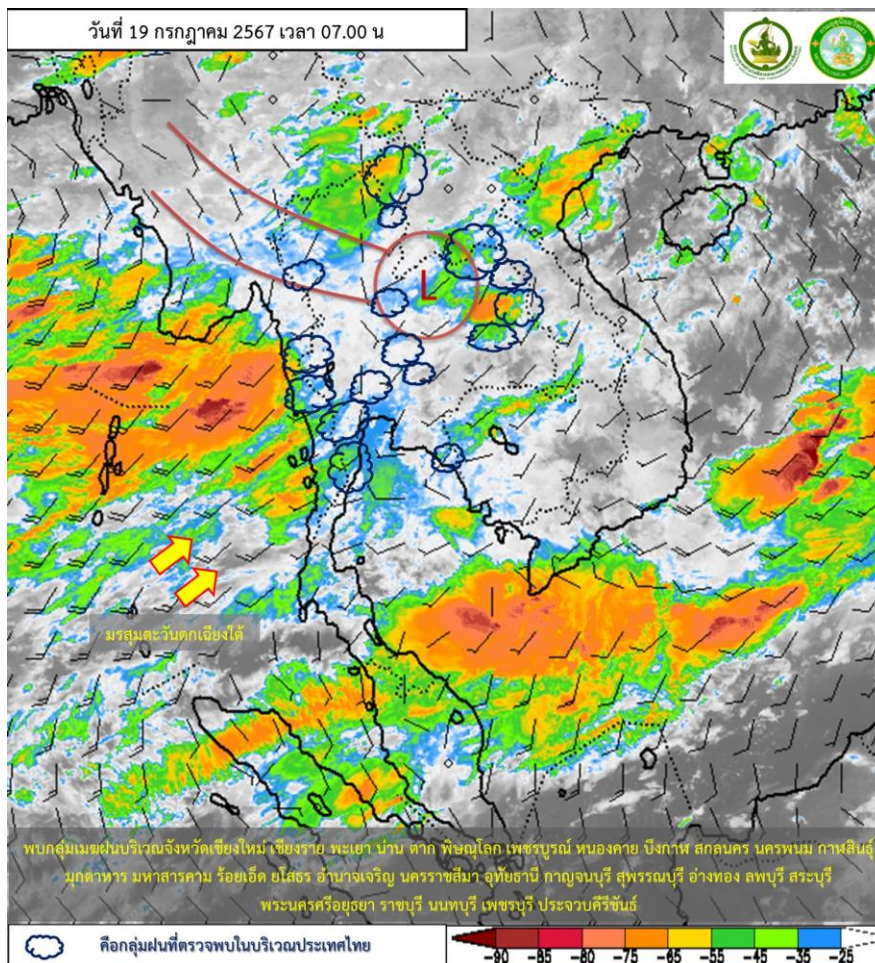 วันที่ 19 กรกฎาคม 2567 เวลา 07.00 น
L
มรสุมตะวันตกเฉียงใต้
พบกลุ่มเมฆฝนบริเวณจังหวัดเชียงใหม่ เชียงราย พะเยา น่าน ตาก พิษณุโลก เพชรบูรณ์ หนองคาย บึงกาฬ สกลนคร นครพนม กาฬสินธุ์
มุกดาหาร มหาสารคาม ร้อยเอ็ด ยโสธร อำนาจเจริญ นครราชสีมา อุทัยธานี กาญจนบุรี สุพรรณบุรี อ่างทอง ลพบุรี สระบุรี
พระนครศรีอยุธยา ราชบุรี นนทบุรี เพชรบุรี ประจวบคีรีขันธ์
คือกลุ่มฝนที่ตรวจพบในบริเวณประเทศไทย
-90 -85 -80 -75 -65 -55 -45 -35 -25